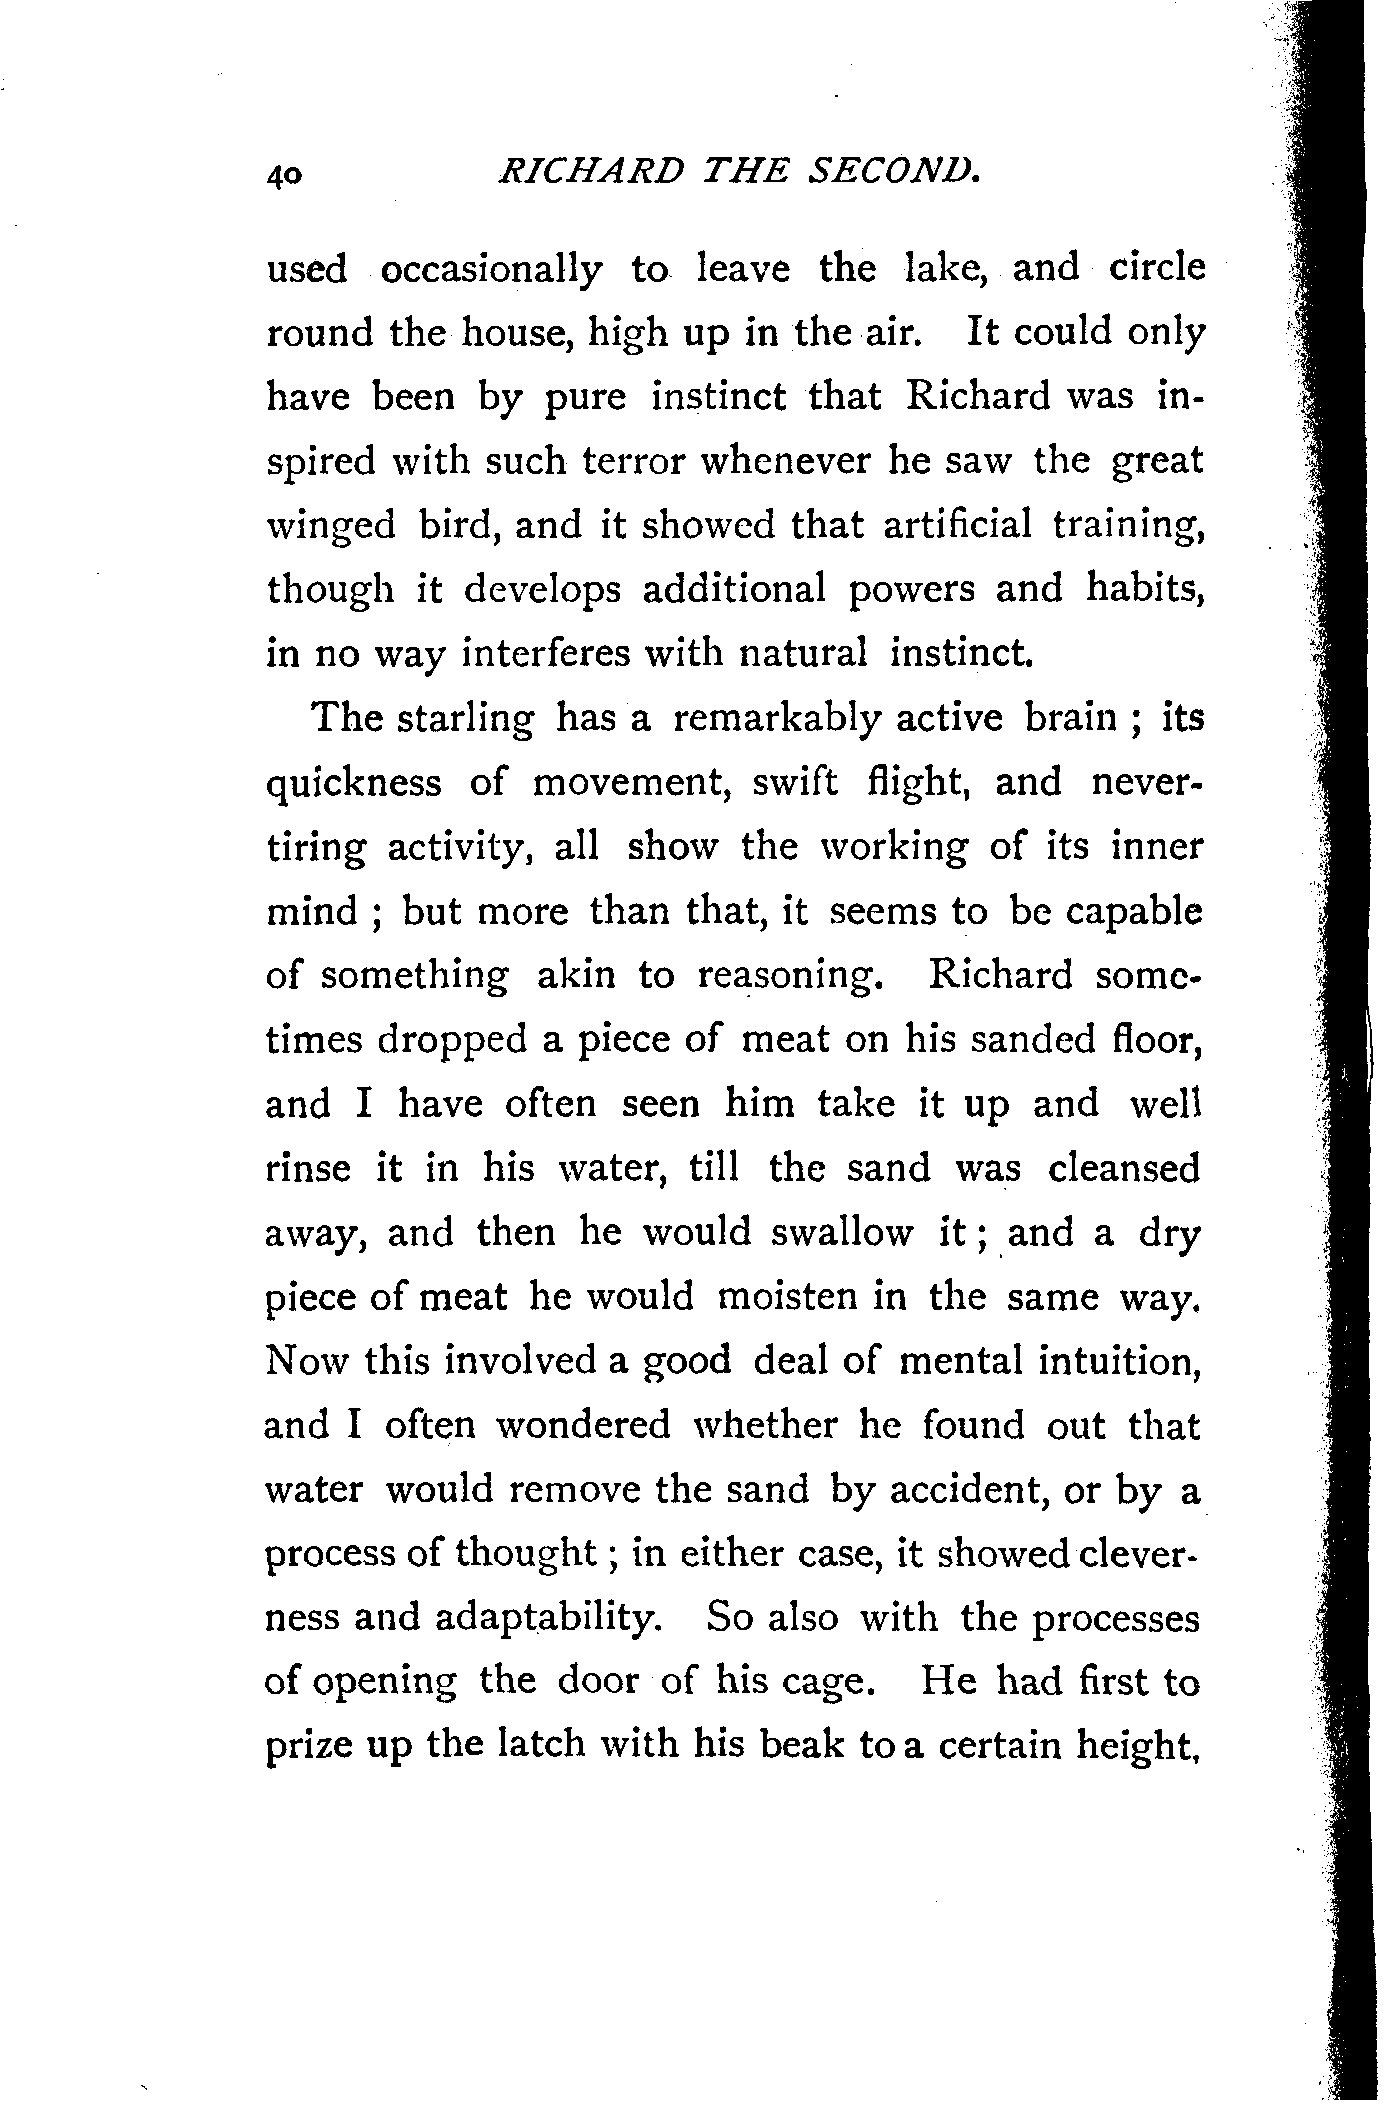 40 RICHARD THE SECOND.
used occasionally to leave the lake, and circle
round the house, high up in the air. It could only
have been by pure instinct that Richard was in-
spired with such terror whenever he saw the great
winged bird, and it showed that artificial training,
though it develops additional powers and habits,
in no way interferes with natural instinct.
The starling has a remarkably active brain ; its
quickness of movement, swift flight, and never-
tiring activity, all show the working of its inner
mind ; but more than that, it seems to be capable
of something akin to reasoning. Richard some-
times dropped a piece of meat on his sanded floor,
and I have often seen him take it up and well
rinse it in his water, till the sand was cleansed
away, and then he would swallow it ; and a dry
piece of meat he would moisten in the same way.
Now this involved a good deal of mental intuition,
and I often wondered whether he found out that
water would remove the sand by accident, or by a
process of thought ; in either case, it showed clever-
ness and adaptability. So also with the processes
of opening the door of his cage. He had first to
prize up the latch with his beak to a certain height,